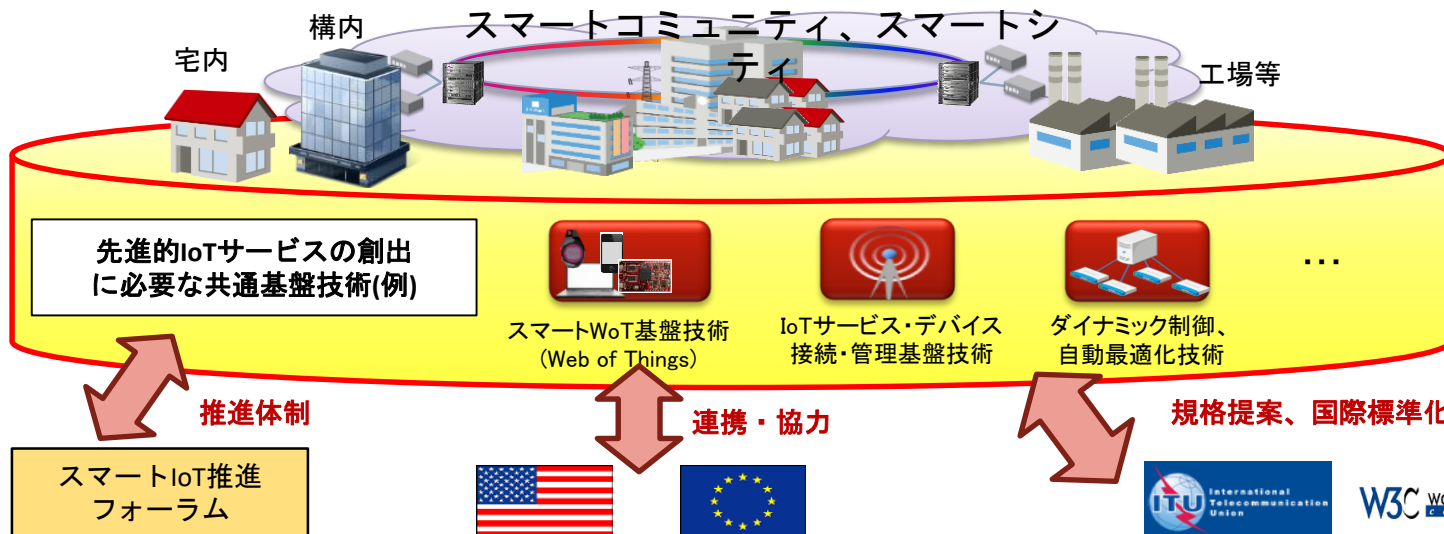 スマートコミュニティ、スマートシ
ティ
構内
宅内
工場等
先進的IoTサービスの創出
に必要な共通基盤技術(例)
…
スマートWoT基盤技術
(Web of Things)
IoTサービス・デバイス
接続・管理基盤技術
ダイナミック制御、
自動最適化技術
推進体制
連携・協力
規格提案、国際標準化
スマートIoT推進
フォーラム
ITU
International
Telecommunication
Union
W3C